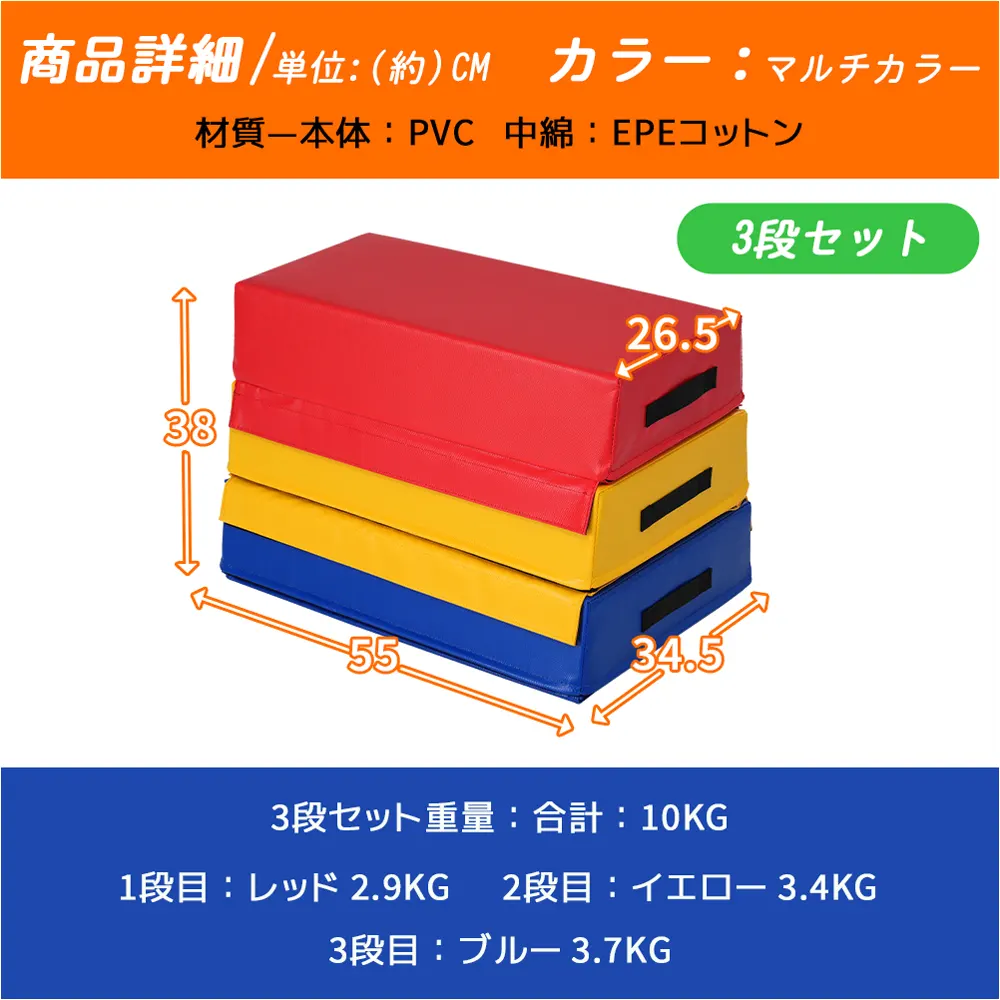 商品詳細/単位:(約)CM カラー：マルチカラー
材質―本体：PVC 中綿：EPEコットン
3段セット
26.5
38
55
34.5
3段セット重量：合計：10KG
1段目：レッド 2.9KG 2段目：イエロー 3.4KG
3段目：ブルー 3.7KG